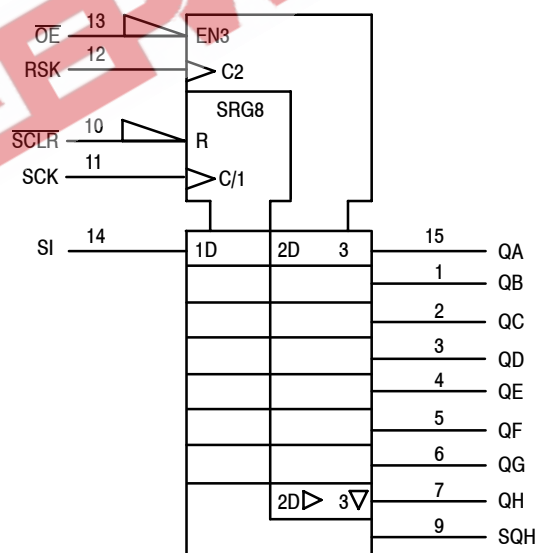 OE 13 EN3
RSK 12 C2
SRG8
SCLR 10 R
SCK 11 C/1
SI 14 1D 2D 3 15 QA
1 QB
2 QC
3 QD
4 QE
5 QF
6 QG
2D 3 7 QH
9 SQH